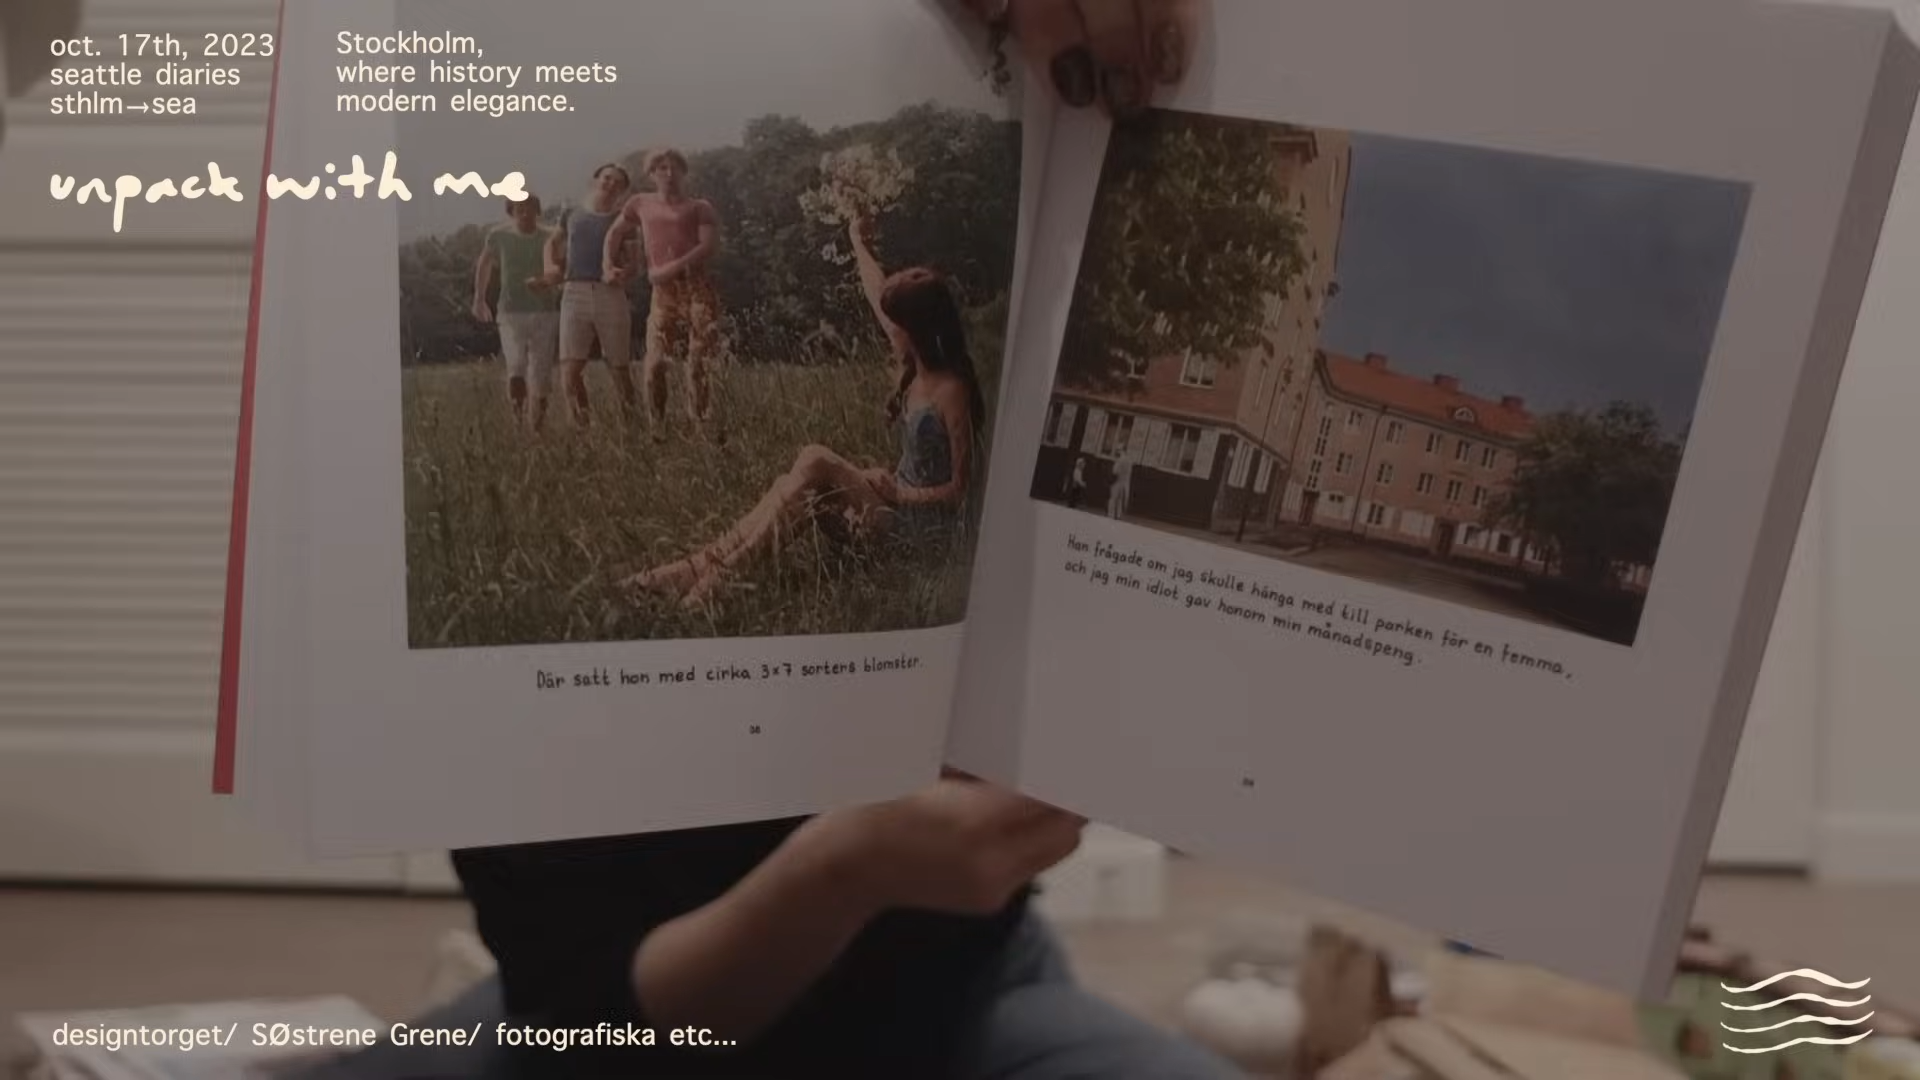 oct. 17th, 2023
seattle diaries
sthlm→sea
Stockholm,
where history meets
modern elegance.
unpack with me
Där satt hon med cirka 3×7 sorters blomster.
Han frågade om jag skulle hänga med till parken för en femma,
och jag min idiot gav honom min månadspeng.
designtorget/ SØstrene Grene/ fotografiska etc...